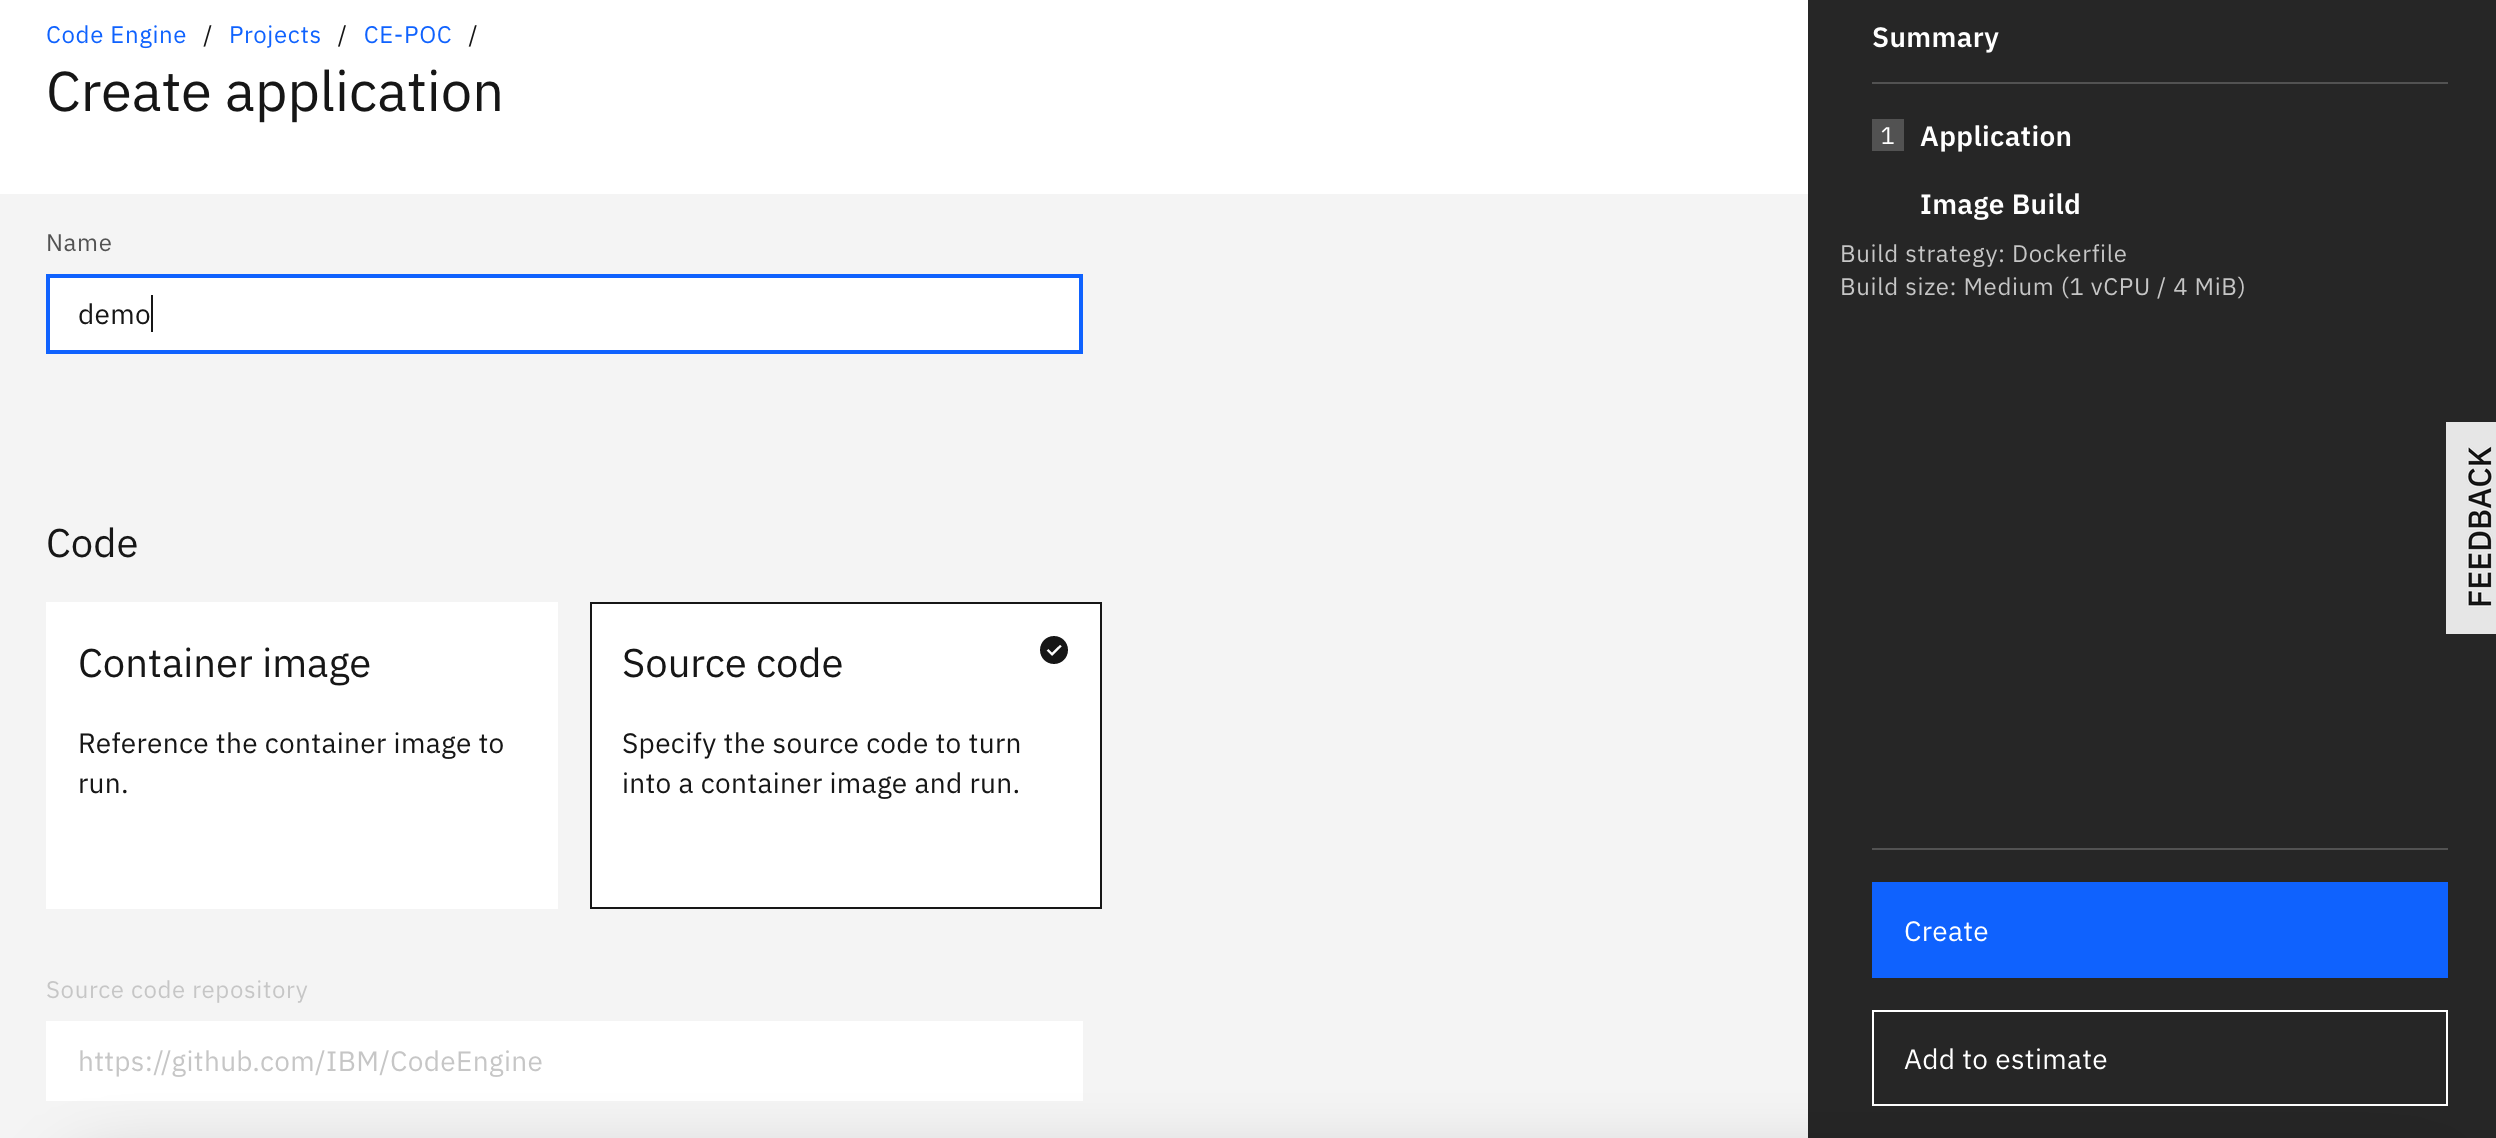 Code Engine / Projects / CE-POC /
Create application
Name
demo
Code
Container image
Reference the container image to
run.
Source code
Specify the source code to turn
into a container image and run.
Source code repository
https://github.com/IBM/CodeEngine
Summary
1 Application
Image Build
Build strategy: Dockerfile
Build size: Medium (1 vCPU / 4 MiB)
Create
Add to estimate
FEEDBACK